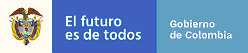 El futuro
es de todos
Gobierno
de Colombia